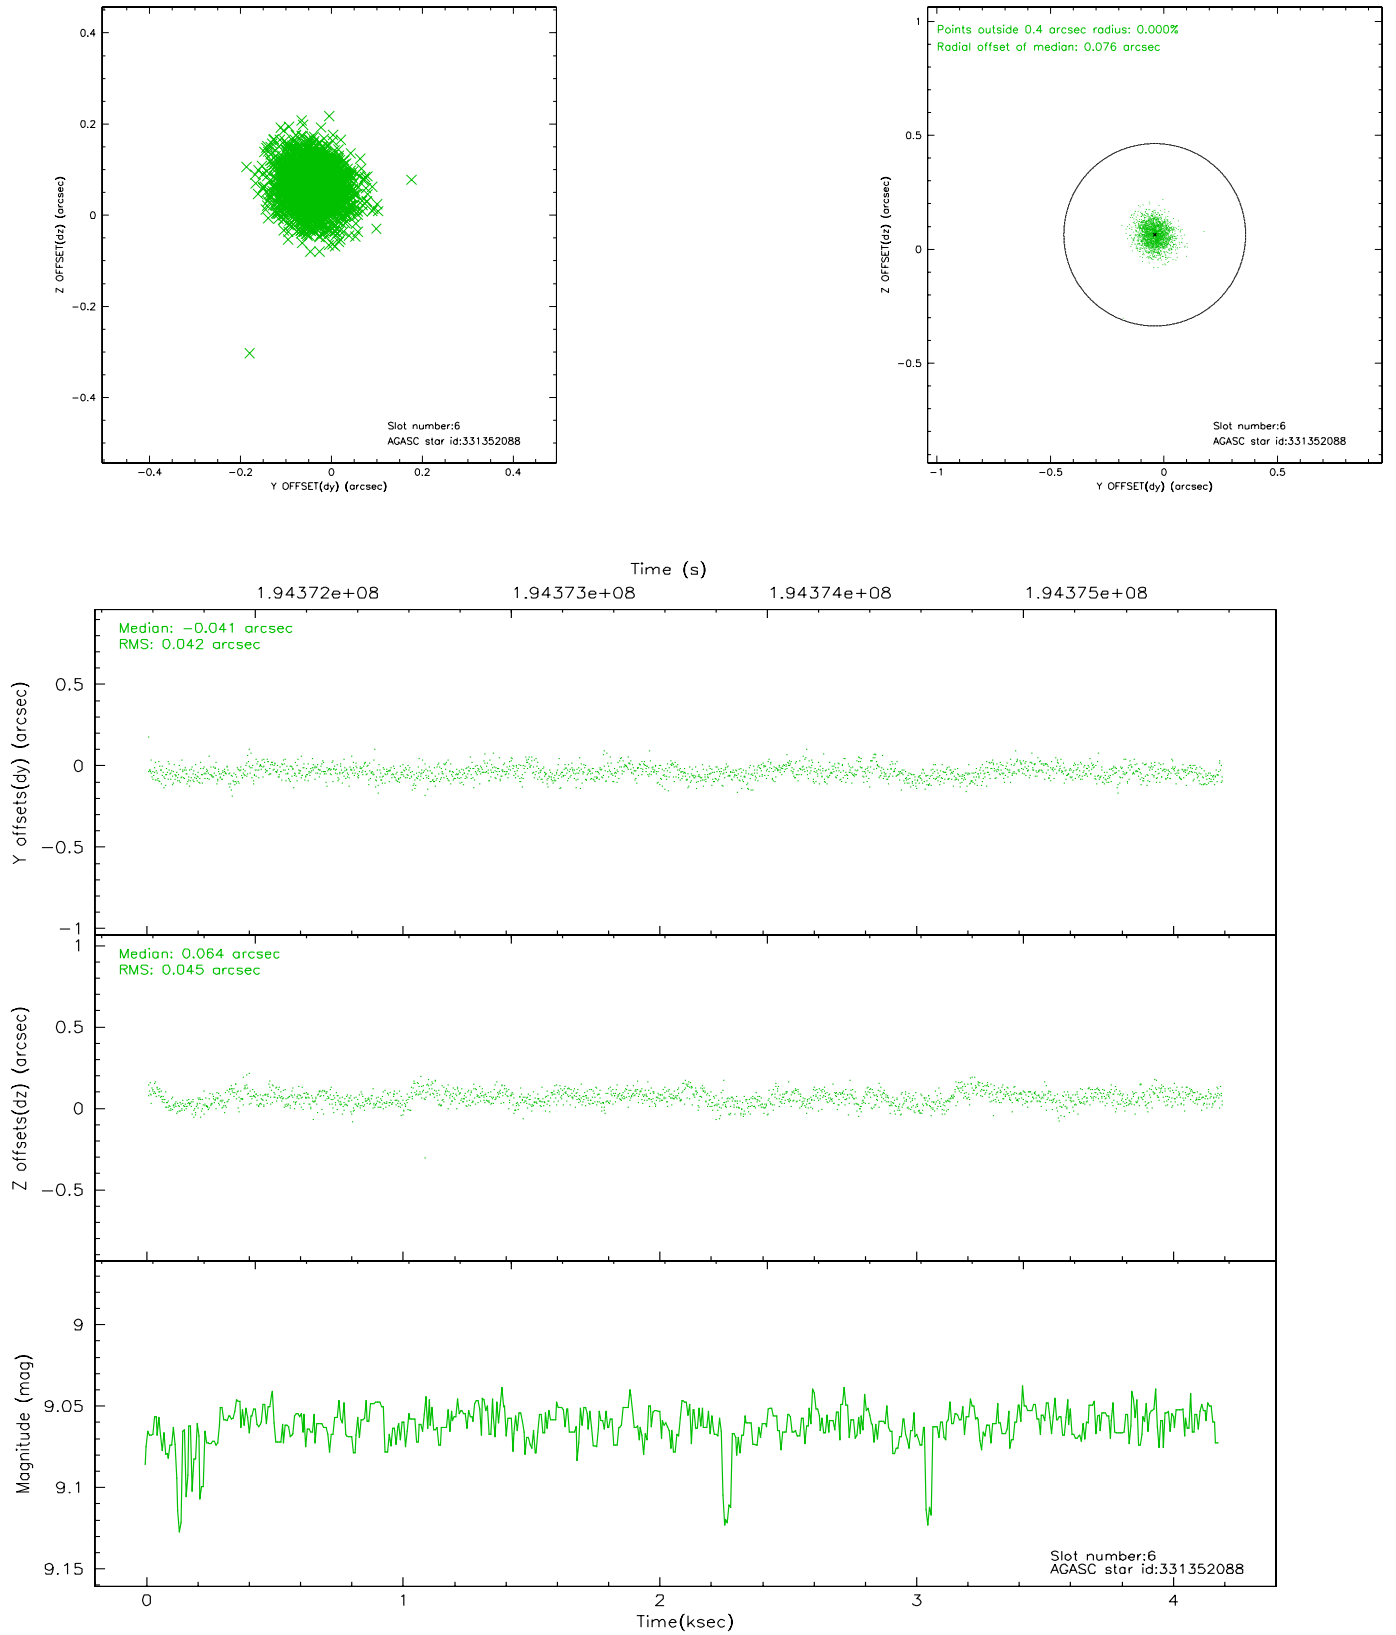 0.4
0.2
0
−0.2
−0.4
Z OFFSET(dz) (arcsec)
Slot number:6
AGASC star id:331352088
−0.4
−0.2
0
0.2
0.4
Y OFFSET(dy) (arcsec)
Points outside 0.4 arcsec radius: 0.000%
Radial offset of median: 0.076 arcsec
1
0.5
0
−0.5
Z OFFSET(dz) (arcsec)
Slot number:6
AGASC star id:331352088
−1
−0.5
0
0.5
Y OFFSET(dy) (arcsec)
Time (s)
1.94372e+08
1.94373e+08
1.94374e+08
1.94375e+08
Median: −0.041 arcsec
RMS: 0.042 arcsec
0.5
0
−0.5
−1
Y offsets(dy) (arcsec)
Median: 0.064 arcsec
RMS: 0.045 arcsec
1
0.5
0
−0.5
Z offsets(dz) (arcsec)
9
9.05
9.1
9.15
Magnitude (mag)
Slot number:6
AGASC star id:331352088
0
1
2
3
4
Time(ksec)